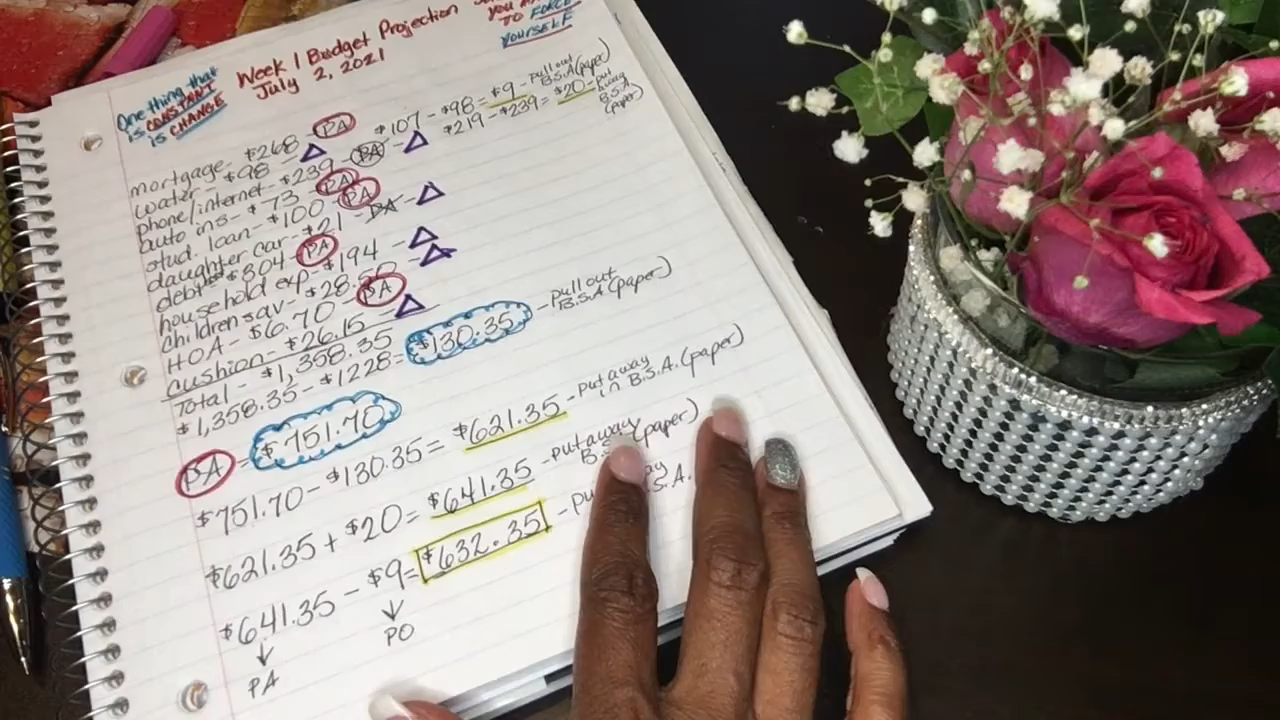 One thing that
is CONSTANT
is CHANGE
Week 1 Budget Projection
July 2, 2021
TO FORCE
YOURSELF
mortgage - $268 - PA
water - $98 - $107 - $98 = $9 - pull out B.S.A (paper)
phone/internet - $239 - PA - $219 - $239 = $20 - put away B.S.A (paper)
auto ins - $73 PA
stud. loan - $100 PA
daughter car - $21 - PA -
debt $304 PA
household exp - $194 -
children sav - $28.50 -
HOA - $6.70 PA
cushion - $26.15 -
Total - $1,358.35
$1,358.35 - $1228 = $130.35 - pull out B.S.A (paper)
PA = $751.70
$751.70 - $130.35 = $621.35 - put away in B.S.A. (paper)
$621.35 + $20 = $641.35 - put away (paper)
$641.35 - $9 = $632.35
PA PO